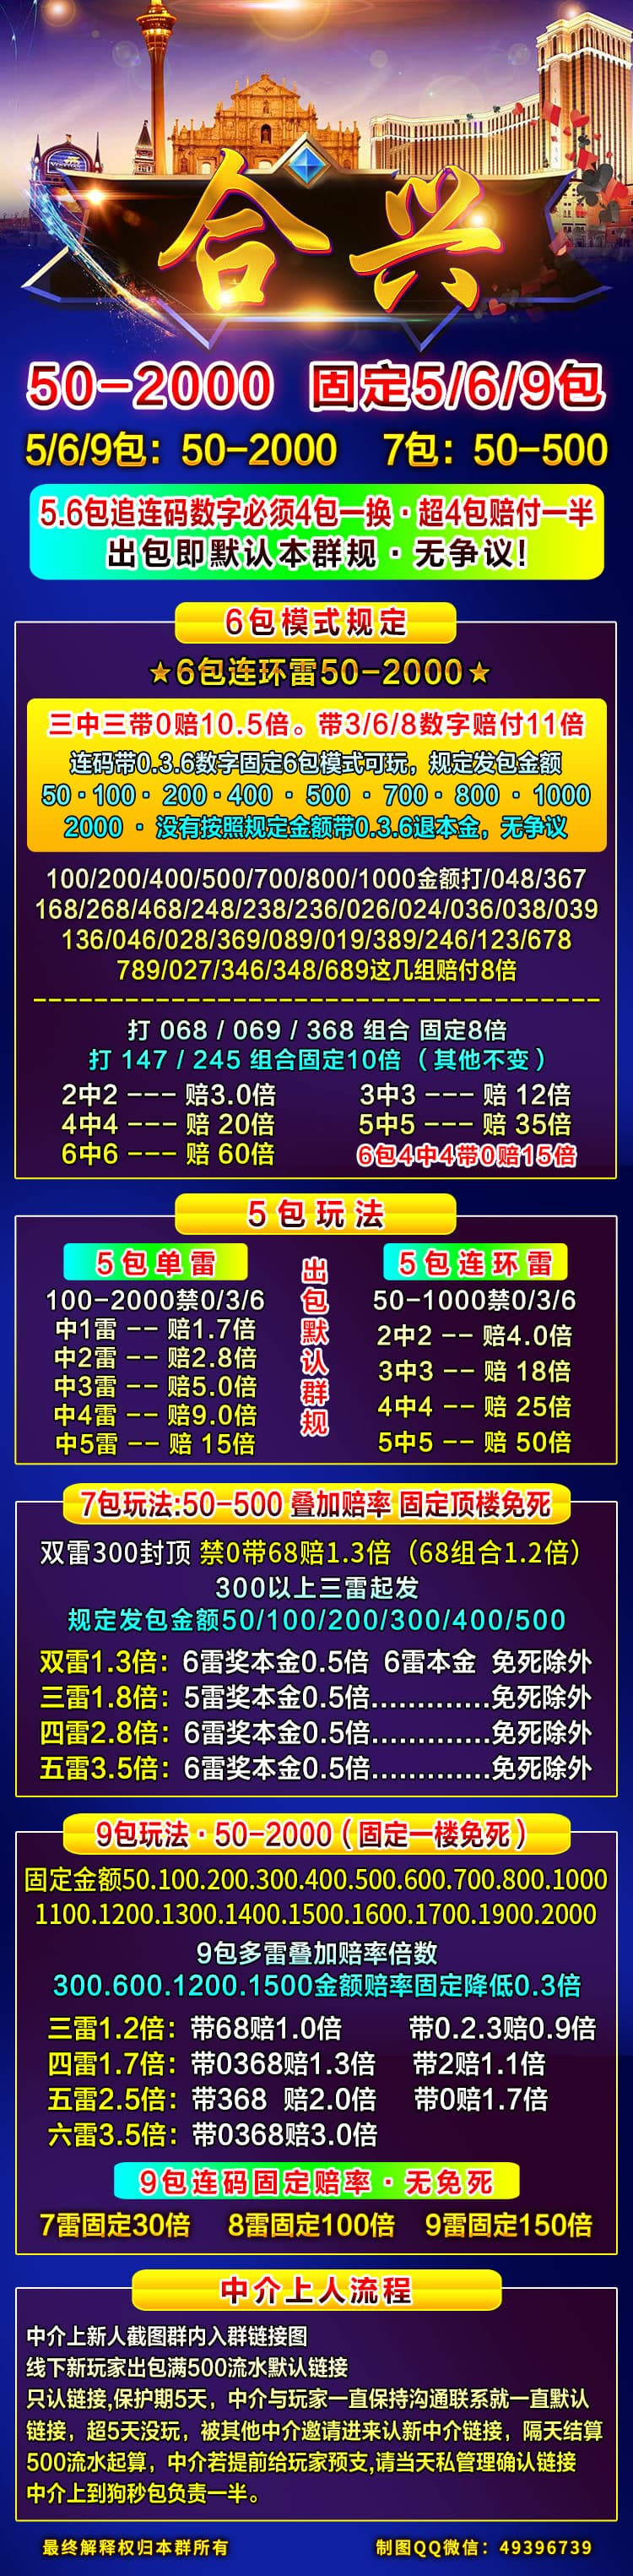 合兴
50-2000 固定5/6/9包
5/6/9包：50-2000 7包：50-500
5.6包追连码数字必须4包一换·超4包赔付一半
出包即默认本群规·无争议!
6包模式规定
★6包连环雷50-2000★
三中三带0赔10.5倍。带3/6/8数字赔付11倍
连码带0.3.6数字固定6包模式可玩，规定发包金额
50·100·200·400·500·700·800·1000
2000·没有按照规定金额带0.3.6退本金，无争议
100/200/400/500/700/800/1000金额打/048/367
168/268/468/248/238/236/026/024/036/038/039
136/046/028/369/089/019/389/246/123/678
789/027/346/348/689这几组赔付8倍
打 068 / 069 / 368 组合 固定8倍
打 147 / 245 组合固定10倍（其他不变）
2中2 --- 赔3.0倍 3中3 --- 赔 12倍
4中4 --- 赔 20倍 5中5 --- 赔 35倍
6中6 --- 赔 60倍 6包4中4带0赔15倍
5包玩法
5包单雷
100-2000禁0/3/6
中1雷 -- 赔1.7倍
中2雷 -- 赔2.8倍
中3雷 -- 赔5.0倍
中4雷 -- 赔9.0倍
中5雷 -- 赔 15倍
出包默认群规
5包连环雷
50-1000禁0/3/6
2中2 -- 赔4.0倍
3中3 -- 赔 18倍
4中4 -- 赔 25倍
5中5 -- 赔 50倍
7包玩法:50-500 叠加赔率 固定顶楼免死
双雷300封顶 禁0带68赔1.3倍（68组合1.2倍）
300以上三雷起发
规定发包金额50/100/200/300/400/500
双雷1.3倍：6雷奖本金0.5倍 6雷本金 免死除外
三雷1.8倍：5雷奖本金0.5倍.............免死除外
四雷2.8倍：6雷奖本金0.5倍.............免死除外
五雷3.5倍：6雷奖本金0.5倍.............免死除外
9包玩法·50-2000（固定一楼免死）
固定金额50.100.200.300.400.500.600.700.800.1000
1100.1200.1300.1400.1500.1600.1700.1900.2000
9包多雷叠加赔率倍数
300.600.1200.1500金额赔率固定降低0.3倍
三雷1.2倍：带68赔1.0倍 带0.2.3赔0.9倍
四雷1.7倍：带0368赔1.3倍 带2赔1.1倍
五雷2.5倍：带368 赔2.0倍 带0赔1.7倍
六雷3.5倍：带0368赔3.0倍
9包连码固定赔率·无免死
7雷固定30倍 8雷固定100倍 9雷固定150倍
中介上人流程
中介上新人截图群内入群链接图
线下新玩家出包满500流水默认链接
只认链接,保护期5天，中介与玩家一直保持沟通联系就一直默认
链接，超5天没玩，被其他中介邀请进来认新中介链接，隔天结算
500流水起算，中介若提前给玩家预支,请当天私管理确认链接
中介上到狗秒包负责一半。
最终解释权归本群所有 制图QQ微信：49396739